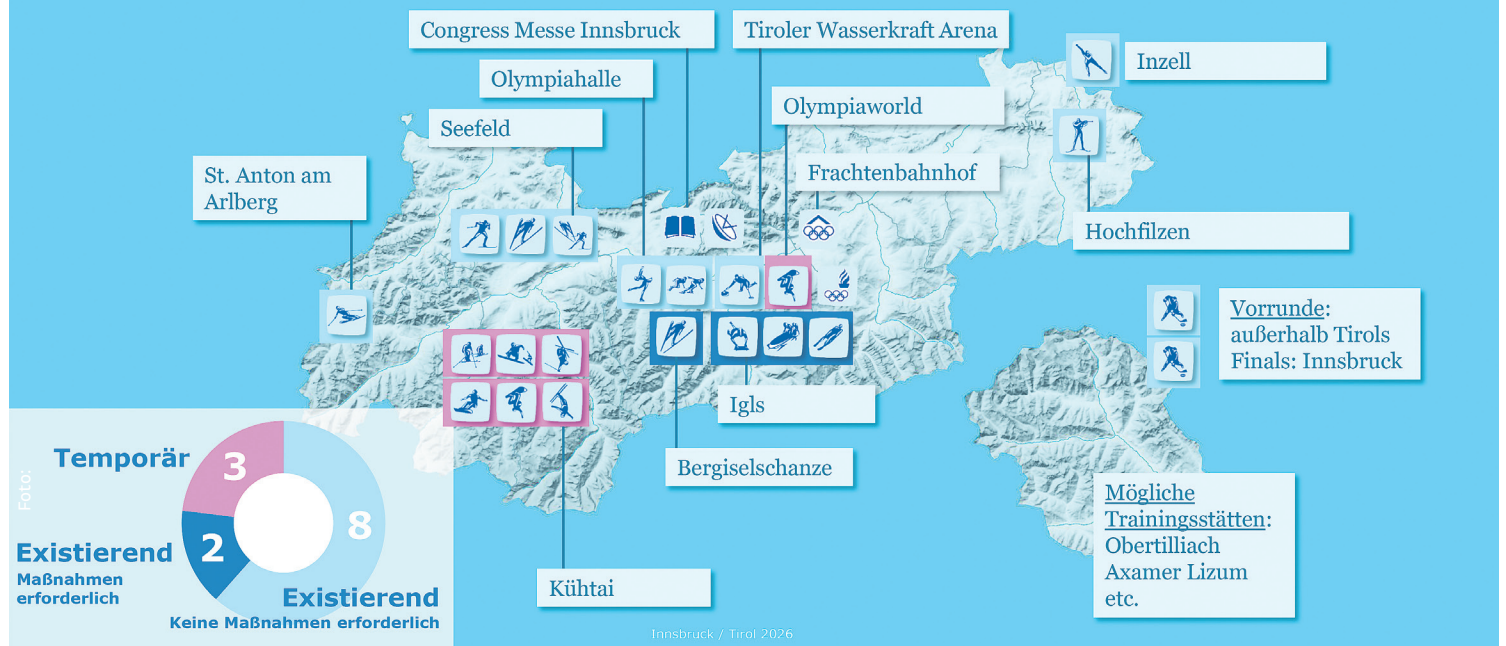 Congress Messe Innsbruck
Tiroler Wasserkraft Arena
Inzell
Olympiahalle
Olympiaworld
Seefeld
Frachtenbahnhof
St. Anton am
Arlberg
Hochfilzen
Vorrunde:
außerhalb Tirols
Finals: Innsbruck
Igls
Bergiselschanze
Kühtai
Mögliche
Trainingsstätten:
Obertilliach
Axamer Lizum
etc.
Temporär
3
8
2
Existierend
Maßnahmen
erforderlich
Existierend
Keine Maßnahmen erforderlich
Foto:
Innsbruck / Tirol 2026